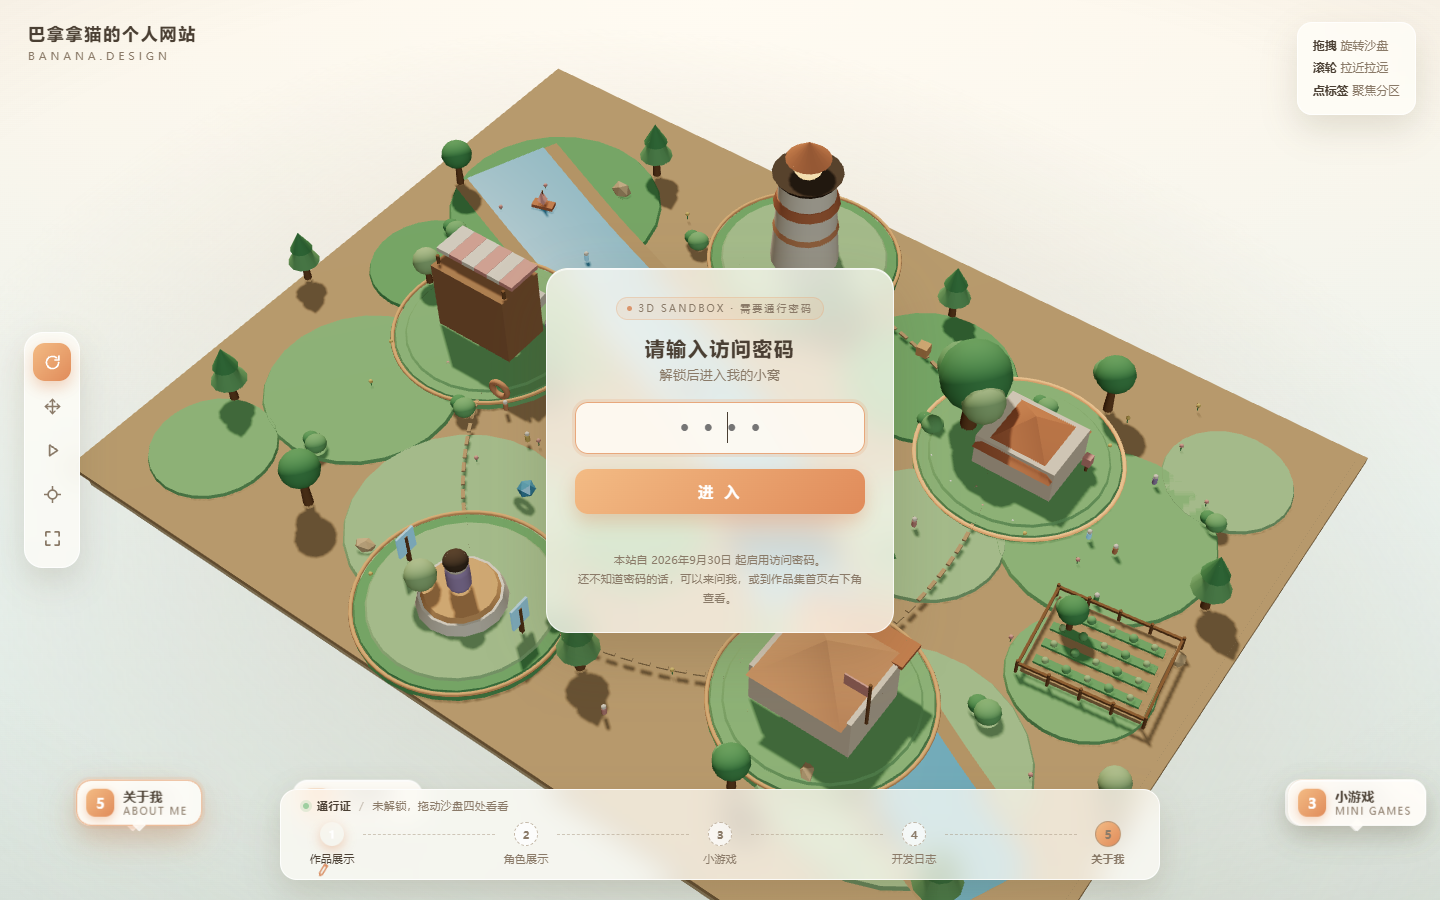 巴拿拿猫的个人网站
BANANA.DESIGN
拖拽 旋转沙盘
滚轮 拉近拉远
点标签 聚焦分区
3D SANDBOX · 需要通行密码
请输入访问密码
解锁后进入我的小窝
进 入
本站自 2026年9月30日 起启用访问密码。
还不知道密码的话，可以来问我，或到作品集首页右下角
查看。
5 关于我
ABOUT ME
3 小游戏
MINI GAMES
通行证 / 未解锁，拖动沙盘四处看看
1 2 3 4 5
作品展示 角色展示 小游戏 开发日志 关于我